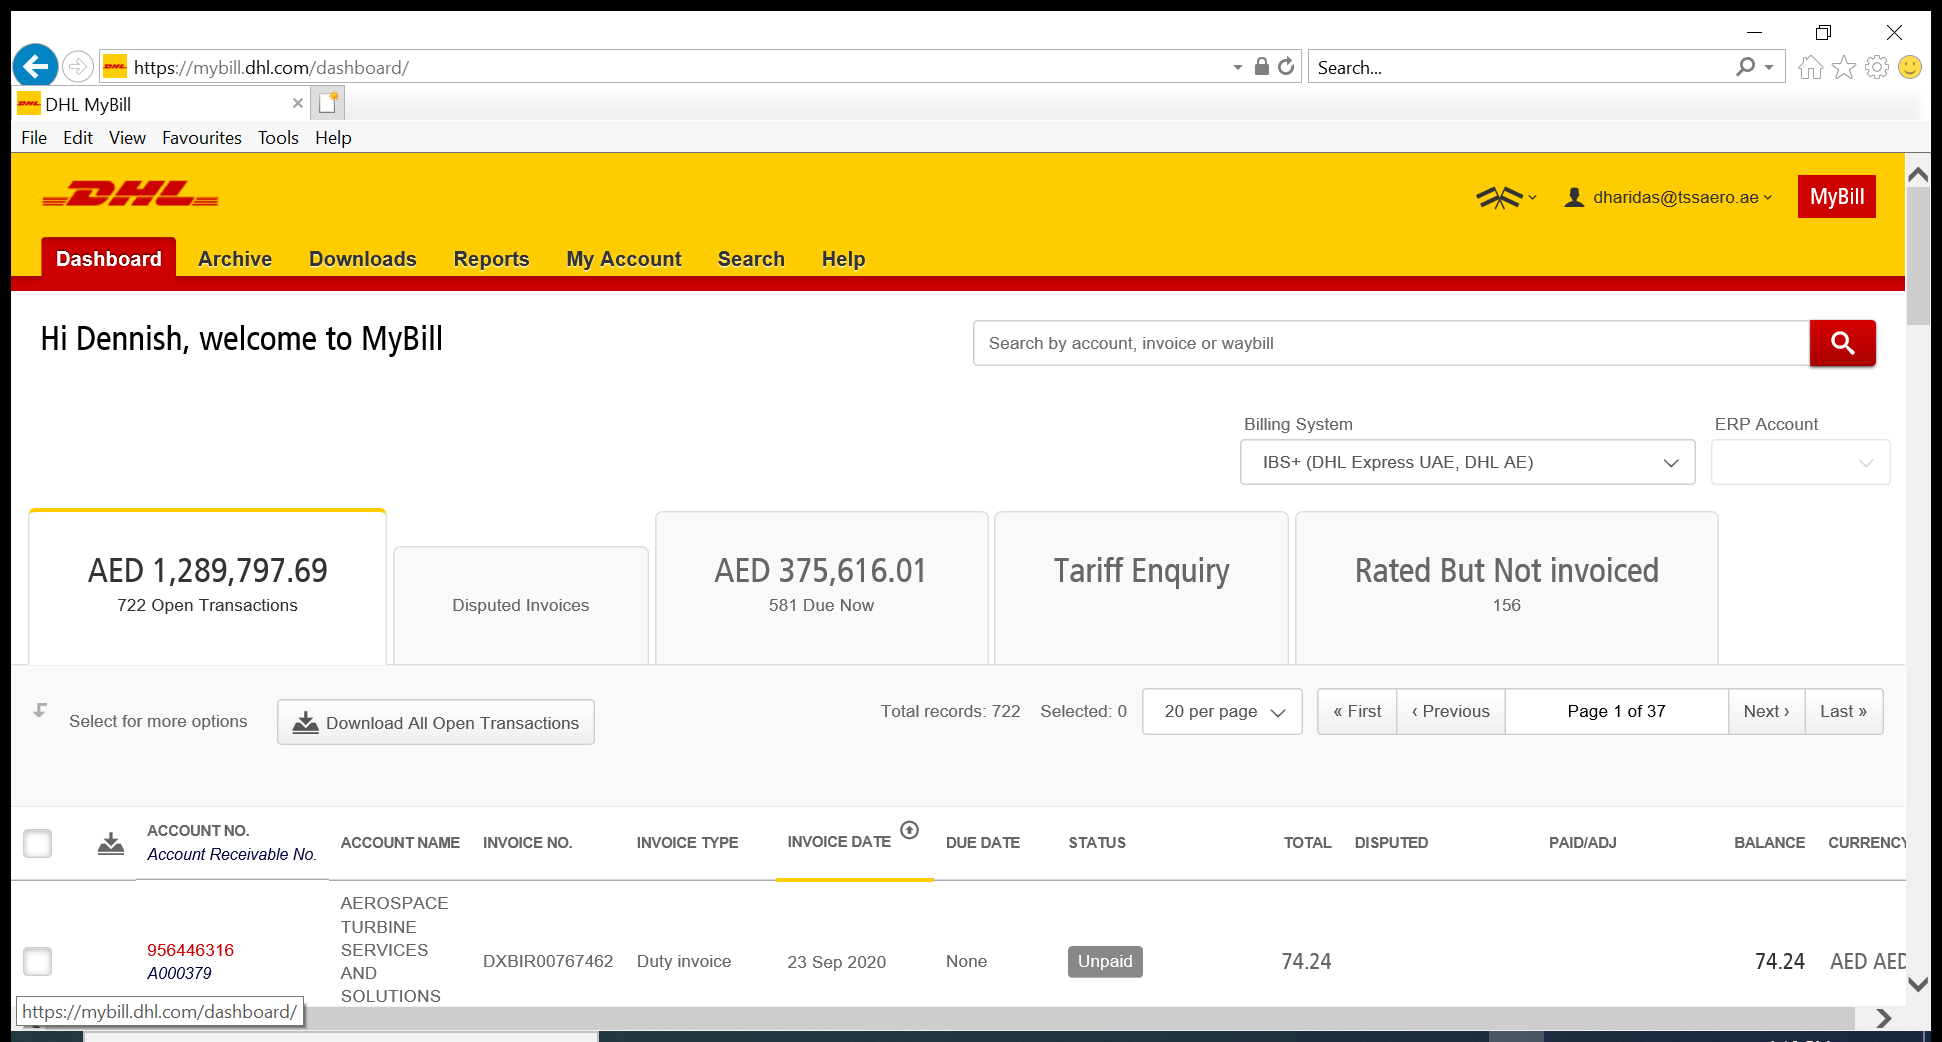 https://mybill.dhl.com/dashboard/
Search...
DHL MyBill
File Edit View Favourites Tools Help
DHL
dharidas@tssaero.ae
MyBill
Dashboard Archive Downloads Reports My Account Search Help
Hi Dennish, welcome to MyBill
Search by account, invoice or waybill
Billing System ERP Account
IBS+ (DHL Express UAE, DHL AE)
AED 1,289,797.69
722 Open Transactions
Disputed Invoices
AED 375,616.01
581 Due Now
Tariff Enquiry
Rated But Not invoiced
156
Select for more options
Download All Open Transactions
Total records: 722 Selected: 0 20 per page « First ‹ Previous Page 1 of 37 Next › Last »
ACCOUNT NO.
Account Receivable No.
ACCOUNT NAME INVOICE NO. INVOICE TYPE INVOICE DATE DUE DATE STATUS TOTAL DISPUTED PAID/ADJ BALANCE CURRENCY
956446316
A000379
AEROSPACE
TURBINE
SERVICES
AND
SOLUTIONS
DXBIR00767462 Duty invoice 23 Sep 2020 None Unpaid 74.24 74.24 AED AED
https://mybill.dhl.com/dashboard/